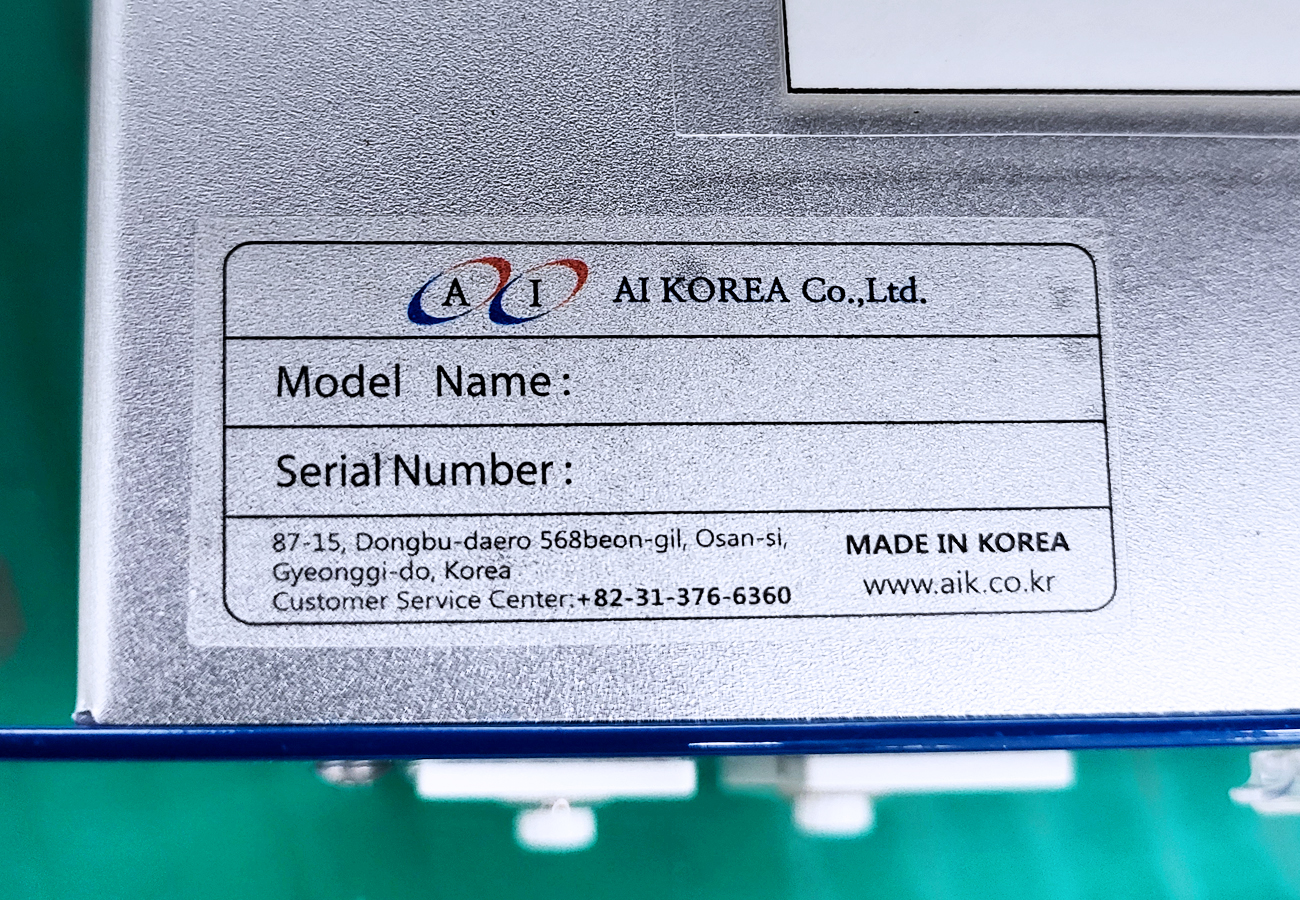 A I AI KOREA Co.,Ltd.
Model Name :
Serial Number :
87-15, Dongbu-daero 568beon-gil, Osan-si,
Gyeonggi-do, Korea
Customer Service Center:+82-31-376-6360
MADE IN KOREA
www.aik.co.kr